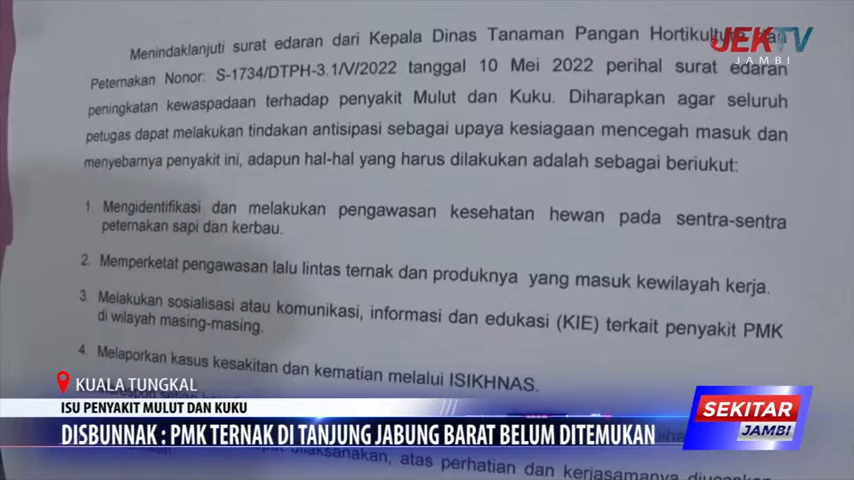 Menindaklanjuti surat edaran dari Kepala Dinas Tanaman Pangan Hortikultura dan
Peternakan Nonor: S-1734/DTPH-3.1/V/2022 tanggal 10 Mei 2022 perihal surat edaran
peningkatan kewaspadaan terhadap penyakit Mulut dan Kuku. Diharapkan agar seluruh
petugas dapat melakukan tindakan antisipasi sebagai upaya kesiagaan mencegah masuk dan
menyebarnya penyakit ini, adapun hal-hal yang harus dilakukan adalah sebagai beriukut:
1. Mengidentifikasi dan melakukan pengawasan kesehatan hewan pada sentra-sentra
peternakan sapi dan kerbau.
2. Memperketat pengawasan lalu lintas ternak dan produknya yang masuk kewilayah kerja.
3. Melakukan sosialisasi atau komunikasi, informasi dan edukasi (KIE) terkait penyakit PMK
di wilayah masing-masing.
4. Melaporkan kasus kesakitan dan kematian melalui ISIKHNAS.
JEKTV
JAMBI
KUALA TUNGKAL
ISU PENYAKIT MULUT DAN KUKU
DISBUNNAK : PMK TERNAK DI TANJUNG JABUNG BARAT BELUM DITEMUKAN
SEKITAR
JAMBI
dilaksanakan, atas perhatian dan kerjasamanya